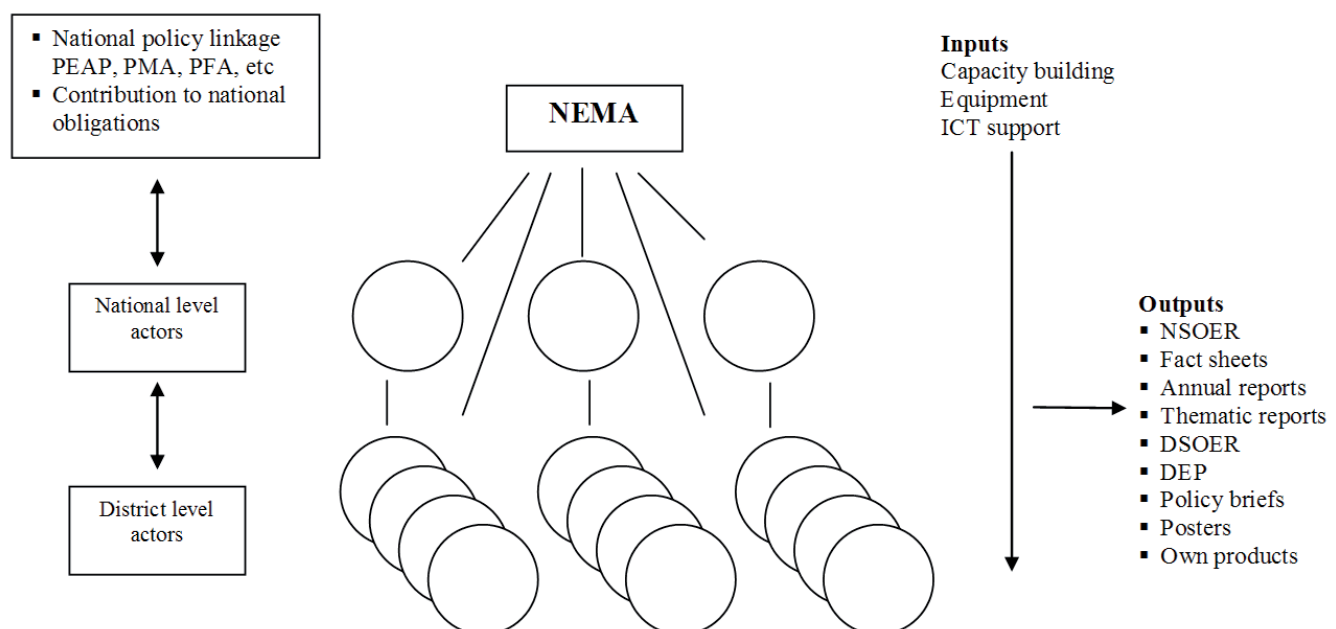 ▪ National policy linkage
PEAP, PMA, PFA, etc
▪ Contribution to national
obligations
NEMA
Inputs
Capacity building
Equipment
ICT support
National level
actors
District level
actors
Outputs
▪ NSOER
▪ Fact sheets
▪ Annual reports
▪ Thematic reports
▪ DSOER
▪ DEP
▪ Policy briefs
▪ Posters
▪ Own products